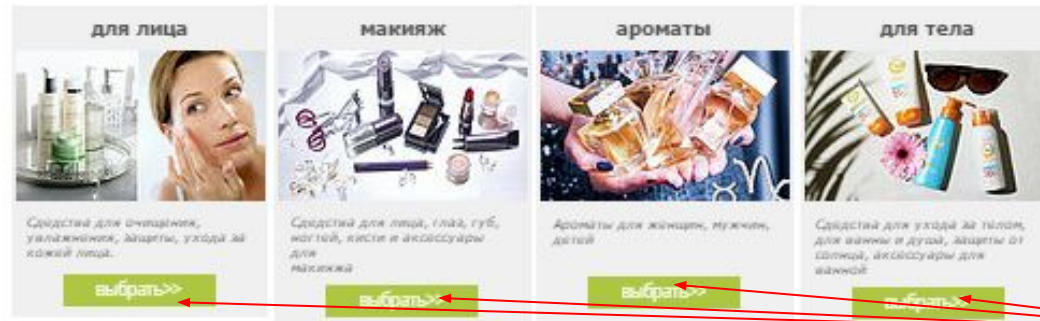 для лица
Средства для очищения,
увлажнения, защиты, ухода за
кожей лица.
выбрать>>
макияж
Средства для лица, глаз, губ,
ногтей, кисти и аксессуары
для
макияжа
выбрать>>
ароматы
Ароматы для женщин, мужчин,
детей
выбрать>>
для тела
Средства для ухода за телом,
для ванны и душа, защиты от
солнца, аксессуары для
ванной
выбрать>>